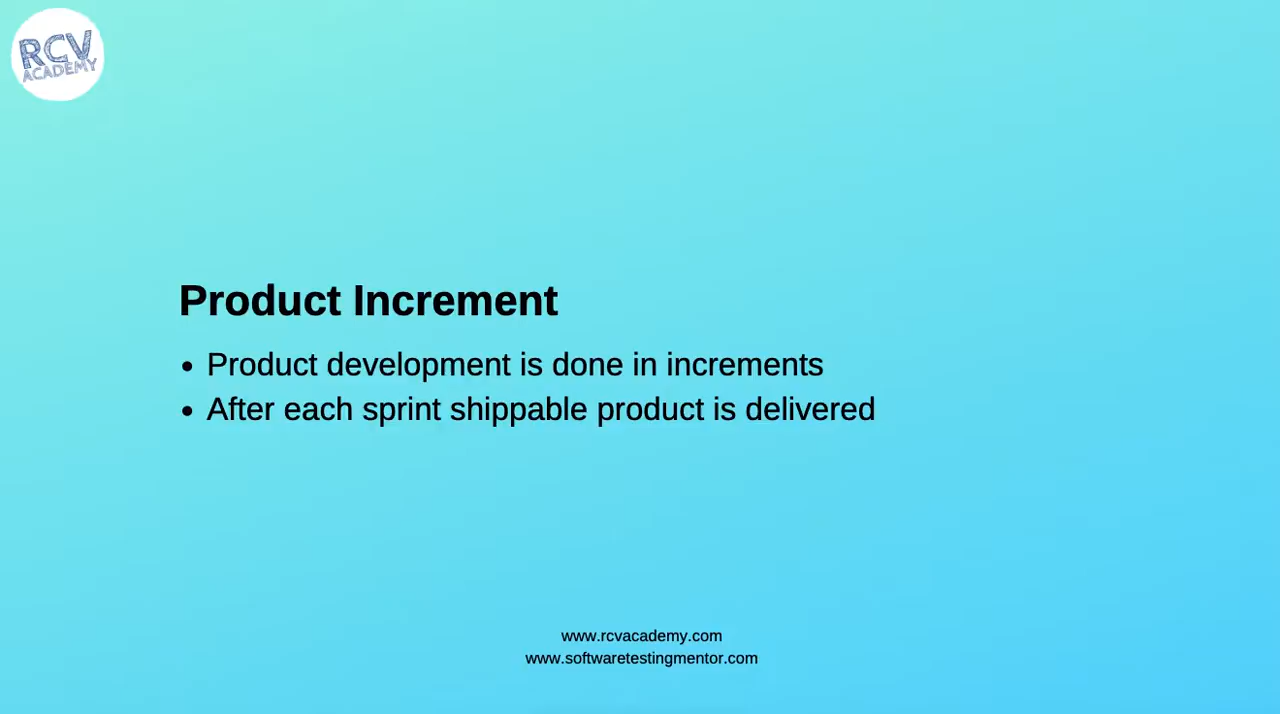 RCV
ACADEMY
Product Increment
• Product development is done in increments
• After each sprint shippable product is delivered
www.rcvacademy.com
www.softwaretestingmentor.com